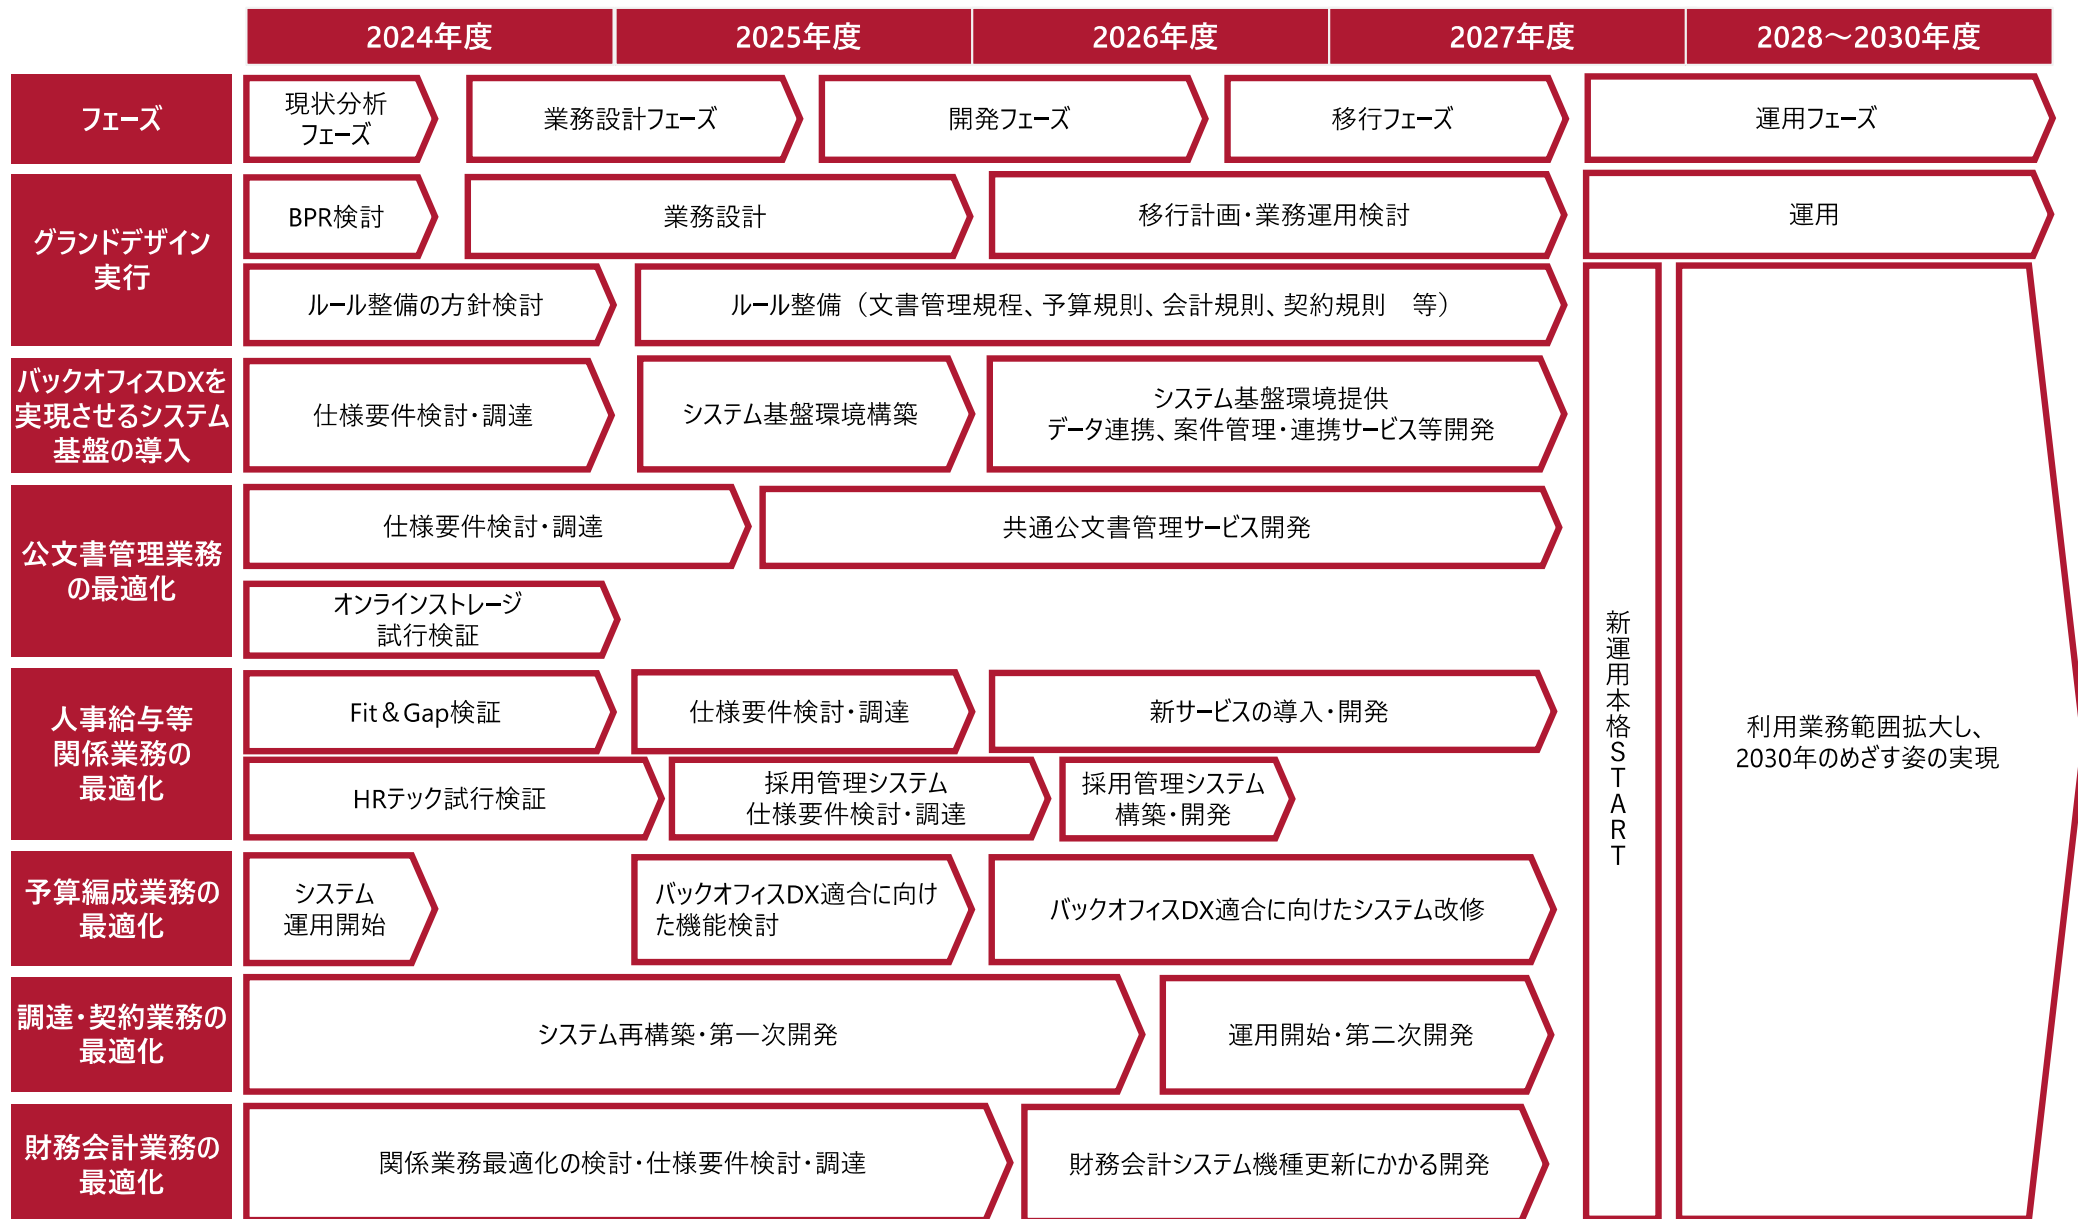 2024年度
2025年度
2026年度
2027年度
2028～2030年度
フェーズ
現状分析
フェーズ
業務設計フェーズ
開発フェーズ
移行フェーズ
運用フェーズ
グランドデザイン
実行
BPR検討
業務設計
移行計画・業務運用検討
運用
ルール整備の方針検討
ルール整備（文書管理規程、予算規則、会計規則、契約規則　等）
バックオフィスDXを
実現させるシステム
基盤の導入
仕様要件検討・調達
システム基盤環境構築
システム基盤環境提供
データ連携、案件管理・連携サービス等開発
公文書管理業務
の最適化
仕様要件検討・調達
共通公文書管理サービス開発
オンラインストレージ
試行検証
人事給与等
関係業務の
最適化
Fit＆Gap検証
仕様要件検討・調達
新サービスの導入・開発
HRテック試行検証
採用管理システム
仕様要件検討・調達
採用管理システム
構築・開発
予算編成業務の
最適化
システム
運用開始
バックオフィスDX適合に向け
た機能検討
バックオフィスDX適合に向けたシステム改修
調達・契約業務の
最適化
システム再構築・第一次開発
運用開始・第二次開発
財務会計業務の
最適化
関係業務最適化の検討・仕様要件検討・調達
財務会計システム機種更新にかかる開発
新運用本格START
利用業務範囲拡大し、
2030年のめざす姿の実現